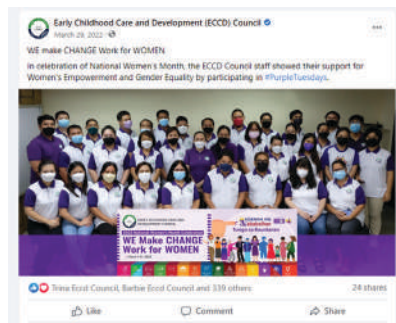 Early Childhood Care and Development (ECCD) Council
March 29, 2022
WE make CHANGE Work for WOMEN
In celebration of National Women's Month, the ECCD Council staff showed their support for
Women's Empowerment and Gender Equality by participating in #PurpleTuesdays.
WE Make CHANGE
Work for WOMEN
Trina Eccd Council, Barbie Eccd Council and 339 others
24 shares
Like
Comment
Share